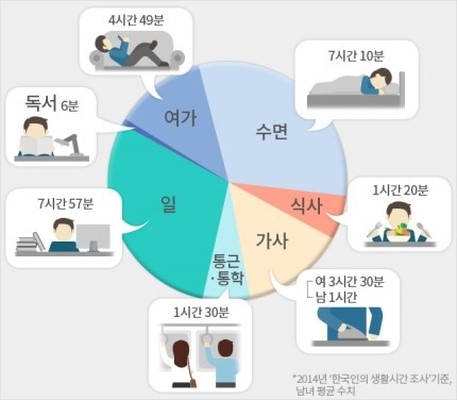 4시간 49분
7시간 10분
독서 6분
여가
수면
7시간 57분
일
식사
1시간 20분
가사
통근
·통학
여 3시간 30분
남 1시간
1시간 30분
*2014년 '한국인의 생활시간 조사'기준,
남녀 평균 수치